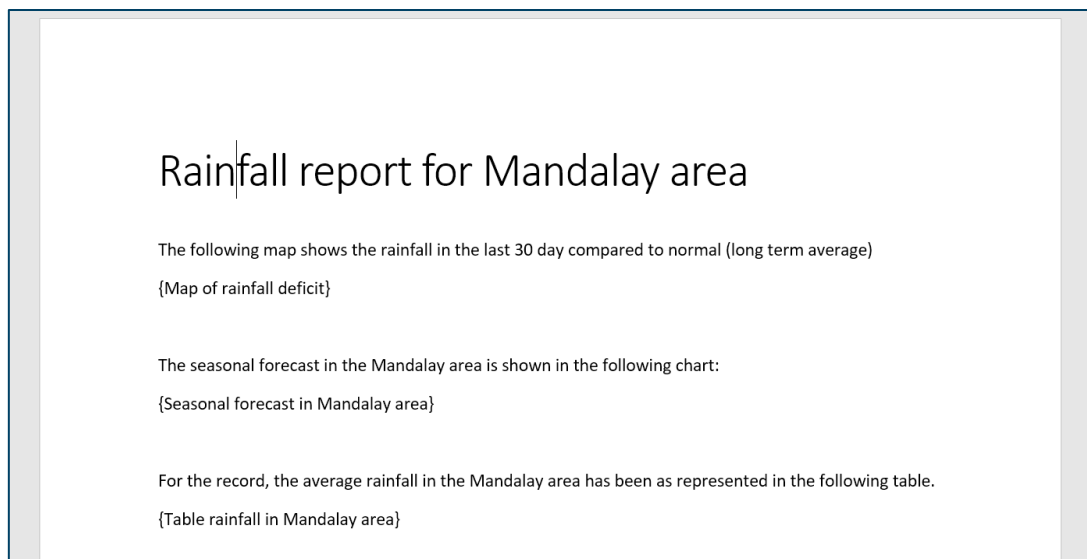 Rainfall report for Mandalay area
The following map shows the rainfall in the last 30 day compared to normal (long term average)
{Map of rainfall deficit}
The seasonal forecast in the Mandalay area is shown in the following chart:
{Seasonal forecast in Mandalay area}
For the record, the average rainfall in the Mandalay area has been as represented in the following table.
{Table rainfall in Mandalay area}